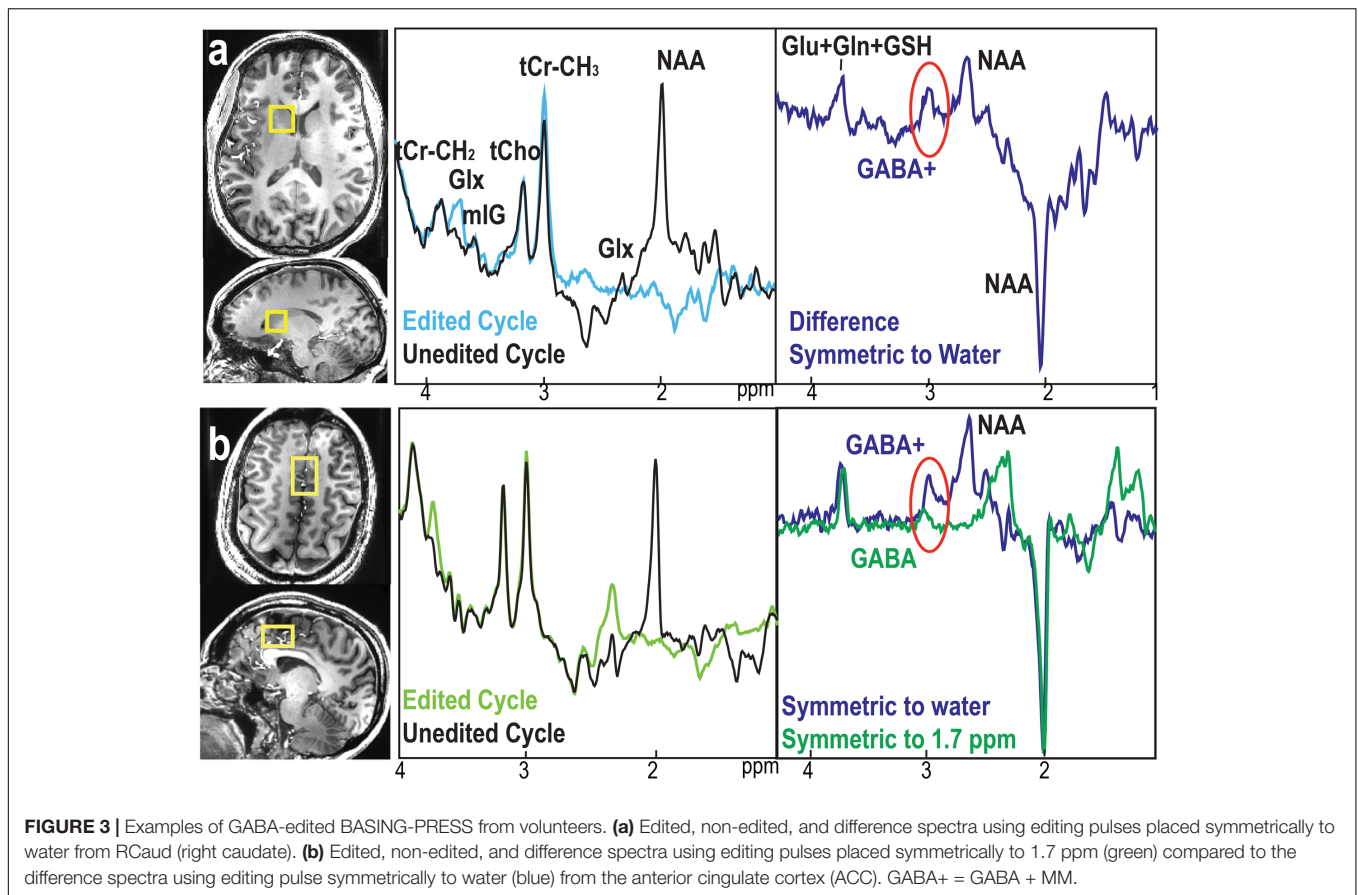 a
tCr-CH3
NAA
tCr-CH2
tCho
Glx
mIG
Glx
Edited Cycle
Unedited Cycle
4
3
2
ppm
Glu+Gln+GSH
NAA
GABA+
NAA
Difference
Symmetric to Water
4
3
2
1
b
Edited Cycle
Unedited Cycle
4
3
2
ppm
GABA+
NAA
GABA
Symmetric to water
Symmetric to 1.7 ppm
4
3
2
FIGURE 3 | Examples of GABA-edited BASING-PRESS from volunteers. (a) Edited, non-edited, and difference spectra using editing pulses placed symmetrically to
water from RCaud (right caudate). (b) Edited, non-edited, and difference spectra using editing pulses placed symmetrically to 1.7 ppm (green) compared to the
difference spectra using editing pulse symmetrically to water (blue) from the anterior cingulate cortex (ACC). GABA+ = GABA + MM.